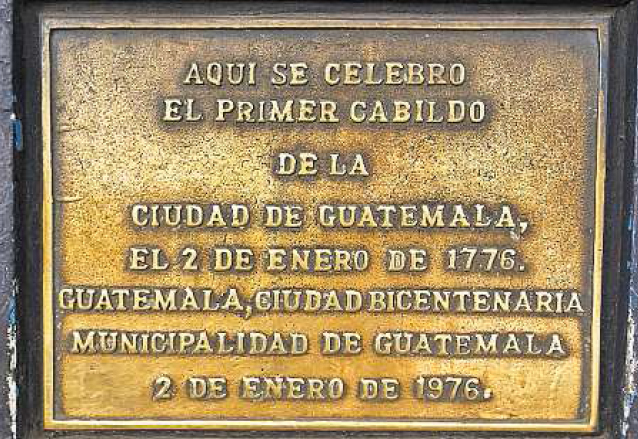 AQUI SE CELEBRO
EL PRIMER CABILDO
DE LA
CIUDAD DE GUATEMALA,
EL 2 DE ENERO DE 1776.
GUATEMALA, CIUDAD BICENTENARIA
MUNICIPALIDAD DE GUATEMALA
2 DE ENERO DE 1976.